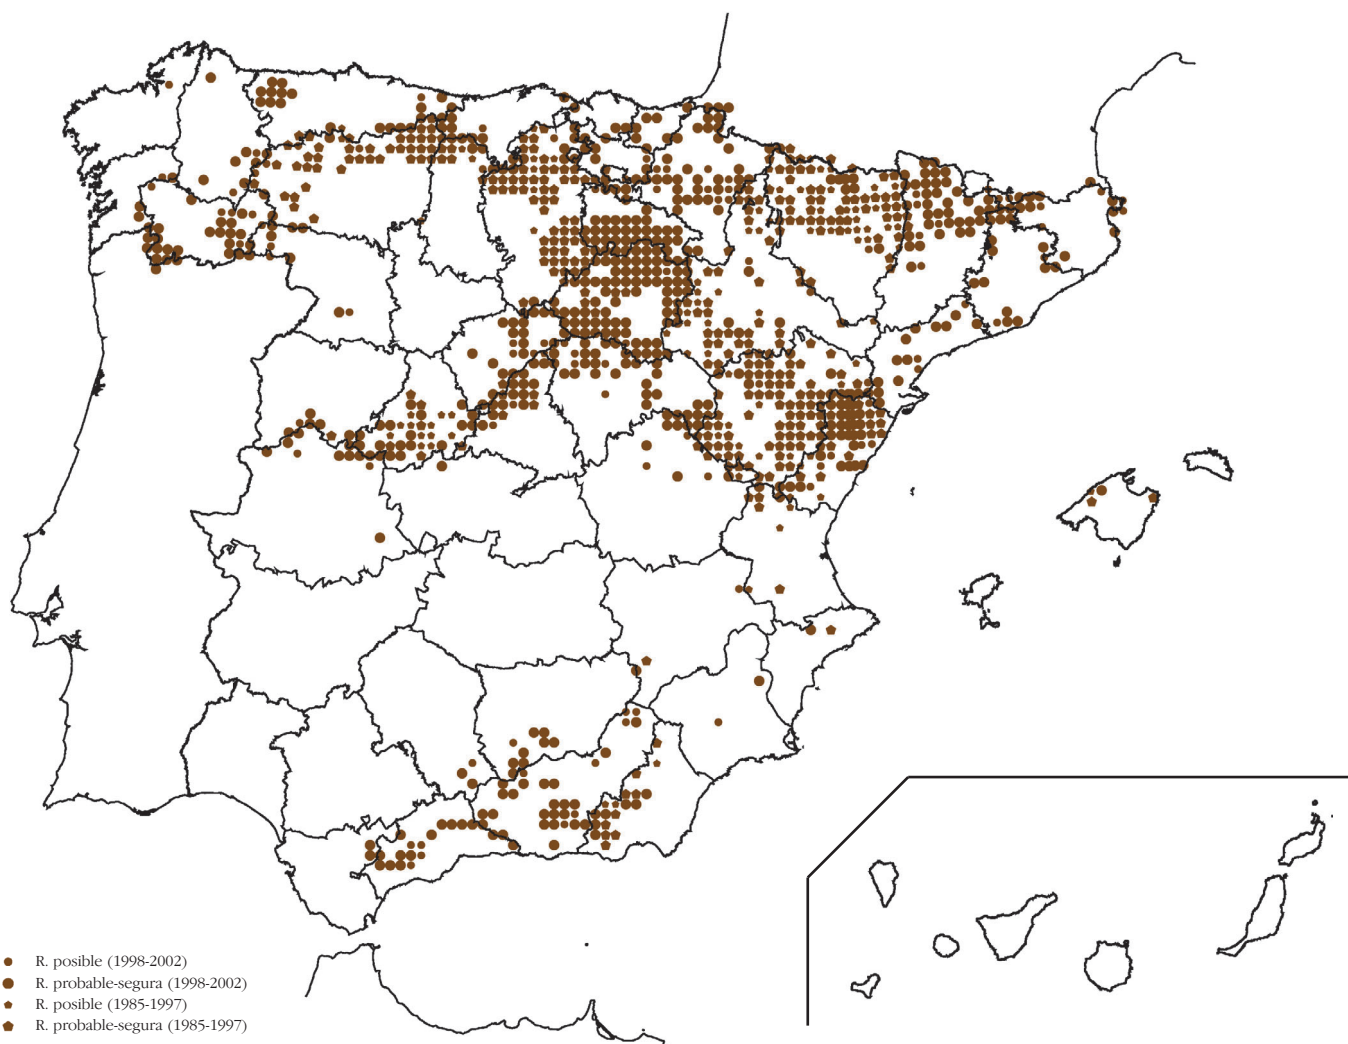 R. posible (1998-2002)
R. probable-segura (1998-2002)
R. posible (1985-1997)
R. probable-segura (1985-1997)